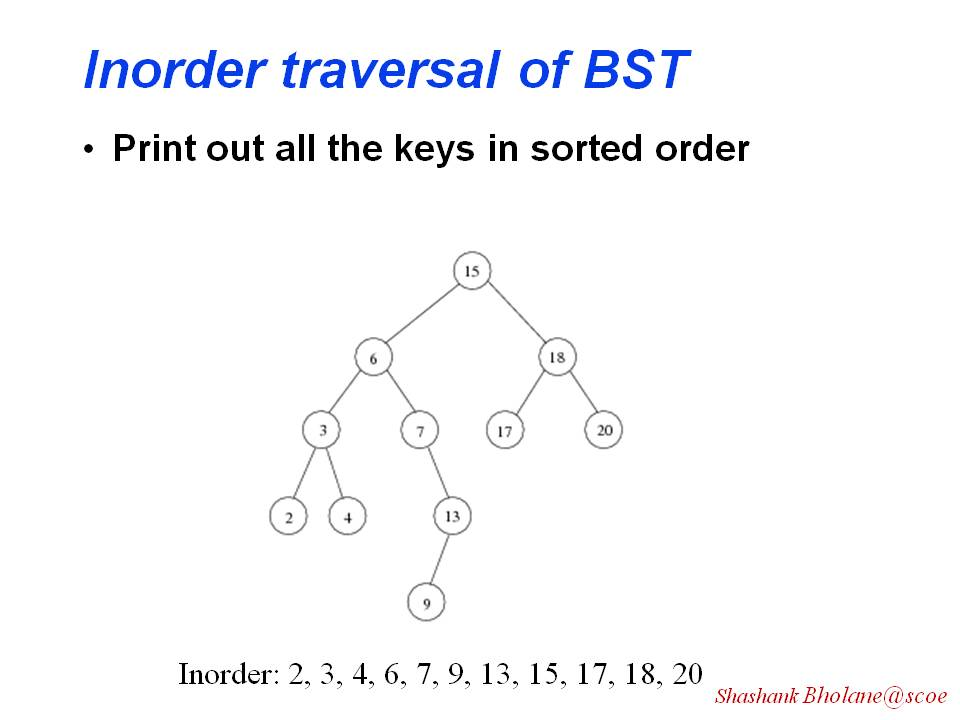 Inorder traversal of BST
• Print out all the keys in sorted order
15
6 18
3 7 17 20
2 4 13
9
Inorder: 2, 3, 4, 6, 7, 9, 13, 15, 17, 18, 20
Shashank Bholane@scoe